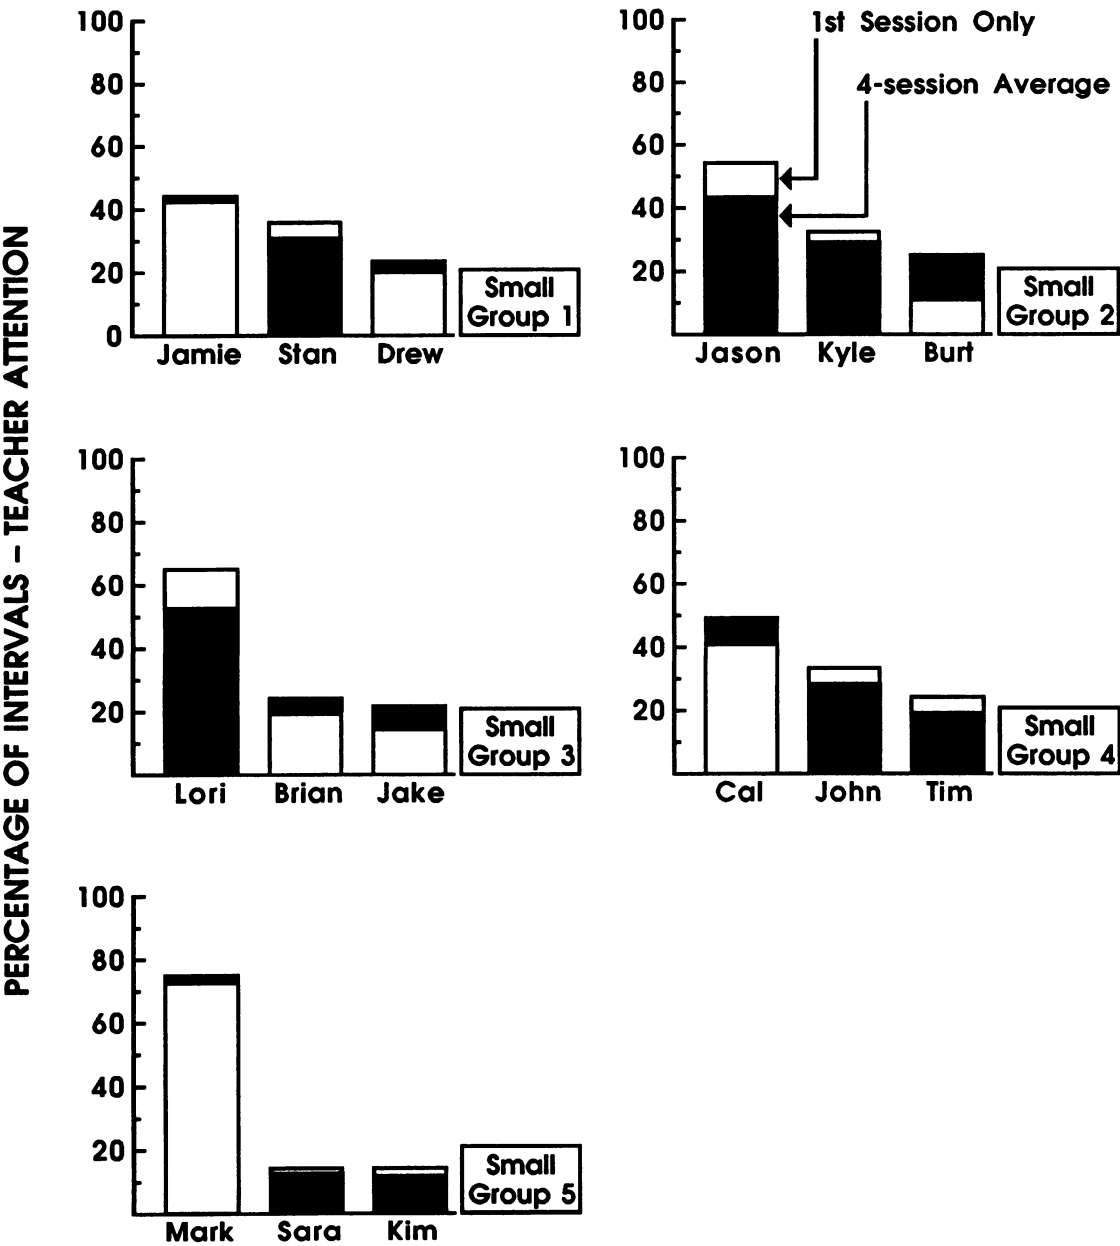 PERCENTAGE OF INTERVALS – TEACHER ATTENTION
100
80
60
40
20
0
Jamie Stan Drew
Small
Group 1
100
80
60
40
20
1st Session Only
4-session Average
Jason Kyle Burt
Small
Group 2
100
80
60
40
20
Lori Brian Jake
Small
Group 3
100
80
60
40
20
Cal John Tim
Small
Group 4
100
80
60
40
20
Mark Sara Kim
Small
Group 5